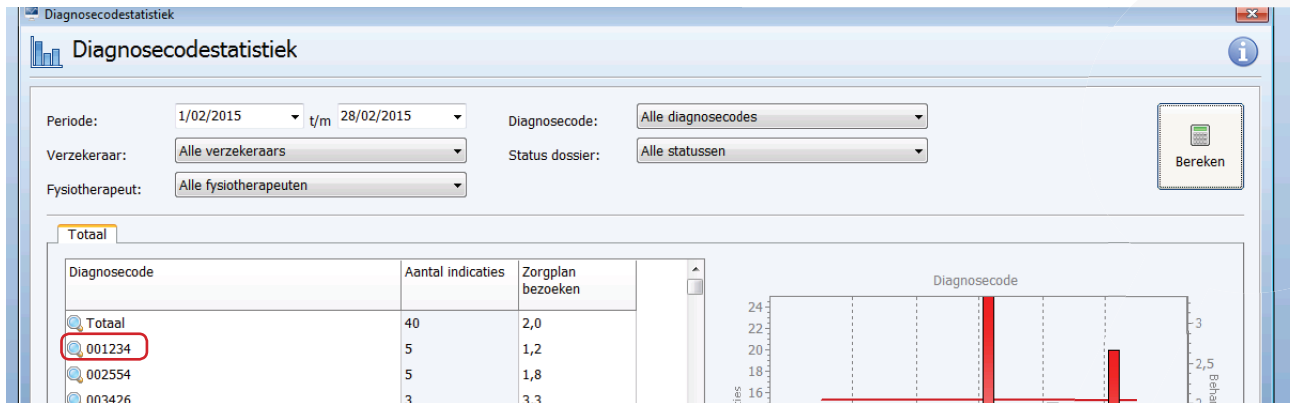 Diagnosecodestatistiek
Diagnosecodestatistiek
Periode: 1/02/2015 t/m 28/02/2015 Diagnosecode: Alle diagnosecodes
Verzekeraar: Alle verzekeraars Status dossier: Alle statussen
Fysiotherapeut: Alle fysiotherapeuten
Bereken
Totaal
Diagnosecode Aantal indicaties Zorgplan
bezoeken
Totaal 40 2,0
001234 5 1,2
002554 5 1,8
003426 3 3,3
Diagnosecode
24
22
20
18
16
3
2,5